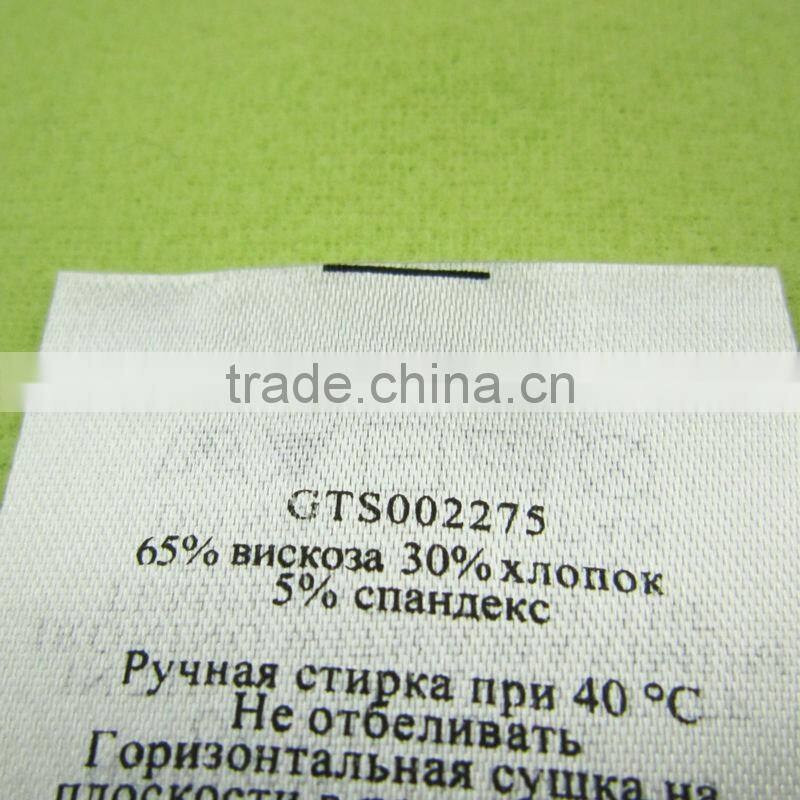 trade.china.cn
GTS002275
65% вискоза 30% хлопок
5% спандекс
Ручная стирка при 40 °C
Не отбеливать
Горизонтальная сушка на
плоскости в